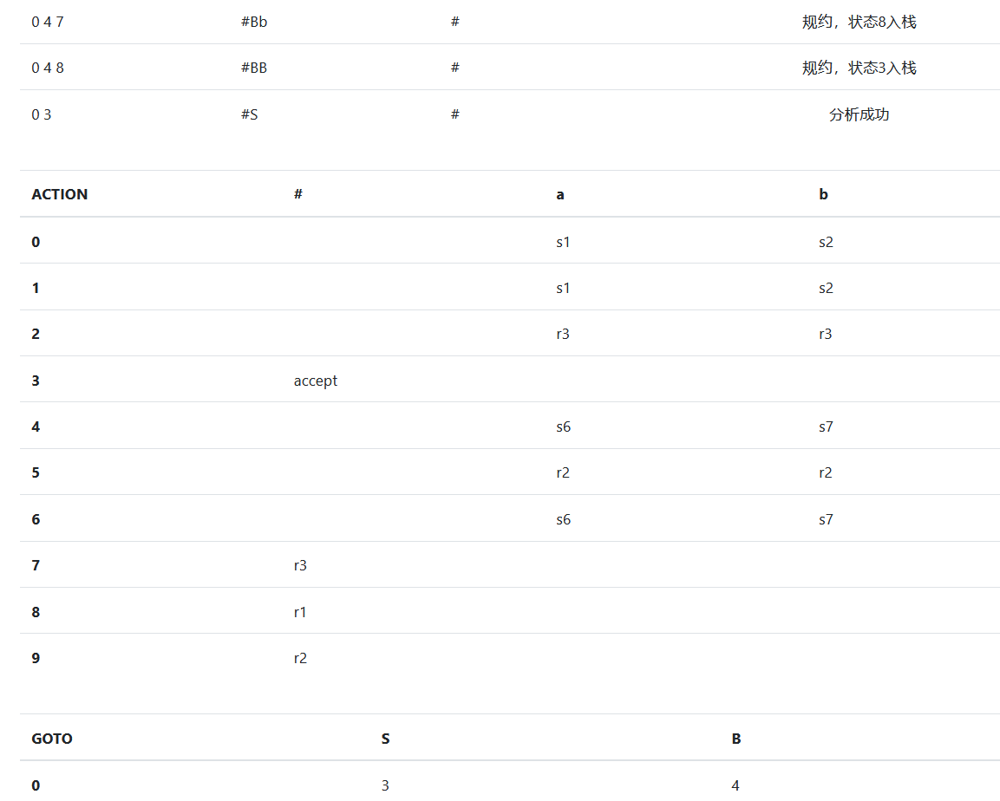 0 4 7 #Bb # 规约，状态8入栈
0 4 8 #BB # 规约，状态3入栈
0 3 #S # 分析成功
ACTION # a b
0 s1 s2
1 s1 s2
2 r3 r3
3 accept
4 s6 s7
5 r2 r2
6 s6 s7
7 r3
8 r1
9 r2
GOTO S B
0 3 4